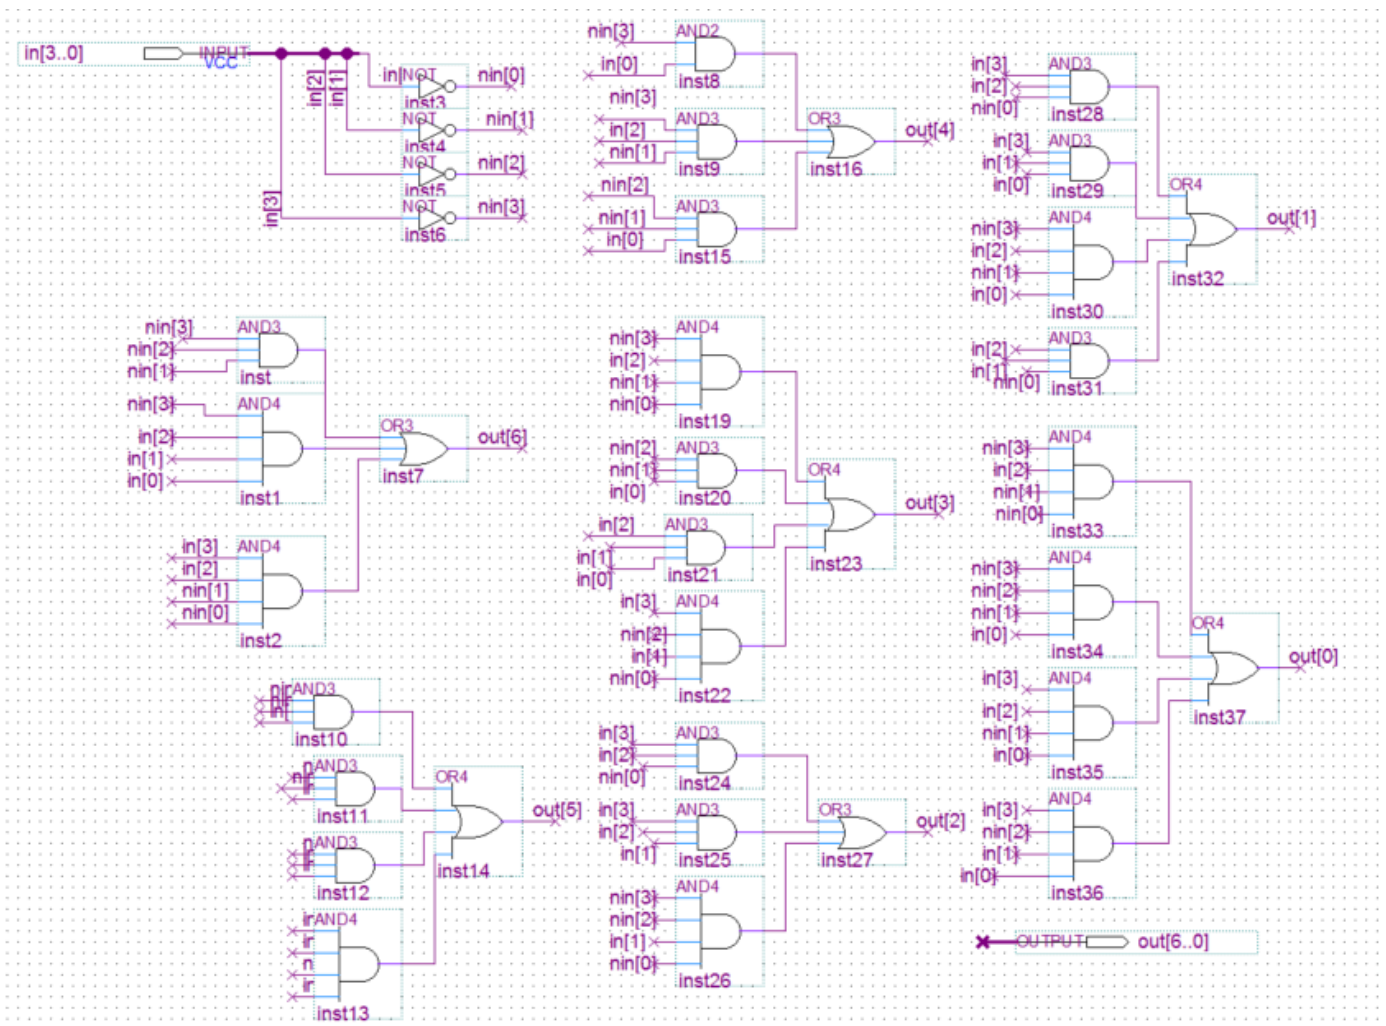 in[3..0]
INPUT
VCC
in[3]
in[2]
in[1]
NOT
nin[0]
inst3
NOT
nin[1]
inst4
NOT
nin[2]
inst5
NOT
nin[3]
inst6
nin[3]
in[0]
AND2
inst8
nin[3]
in[2]
nin[1]
AND3
inst9
nin[2]
nin[1]
in[0]
AND3
inst15
OR3
inst16
out[4]
in[3]
in[2]
nin[0]
AND3
inst28
in[3]
in[1]
in[0]
AND3
inst29
nin[3]
in[2]
nin[1]
in[0]
AND4
inst30
in[2]
in[1]
nin[0]
AND3
inst31
OR4
inst32
out[1]
nin[3]
nin[2]
nin[1]
AND3
inst
nin[3]
in[2]
in[1]
in[0]
AND4
inst1
in[3]
in[2]
nin[1]
nin[0]
AND4
inst2
OR3
inst7
out[6]
nin[3]
in[2]
nin[1]
nin[0]
AND4
inst19
nin[2]
nin[1]
in[0]
AND3
inst20
in[2]
in[1]
in[0]
AND3
inst21
in[3]
nin[2]
in[1]
nin[0]
AND4
inst22
OR4
inst23
out[3]
nin[3]
in[2]
nin[1]
nin[0]
AND4
inst33
nin[3]
nin[2]
nin[1]
in[0]
AND4
inst34
in[3]
in[2]
nin[1]
in[0]
AND4
inst35
in[3]
nin[2]
in[1]
in[0]
AND4
inst36
OR4
inst37
out[0]
AND3
inst10
AND3
inst11
AND3
inst12
AND4
inst13
OR4
inst14
out[5]
in[3]
in[2]
nin[0]
AND3
inst24
in[3]
in[2]
in[1]
AND3
inst25
nin[3]
nin[2]
in[1]
nin[0]
AND4
inst26
OR3
inst27
out[2]
OUTPUT
out[6..0]